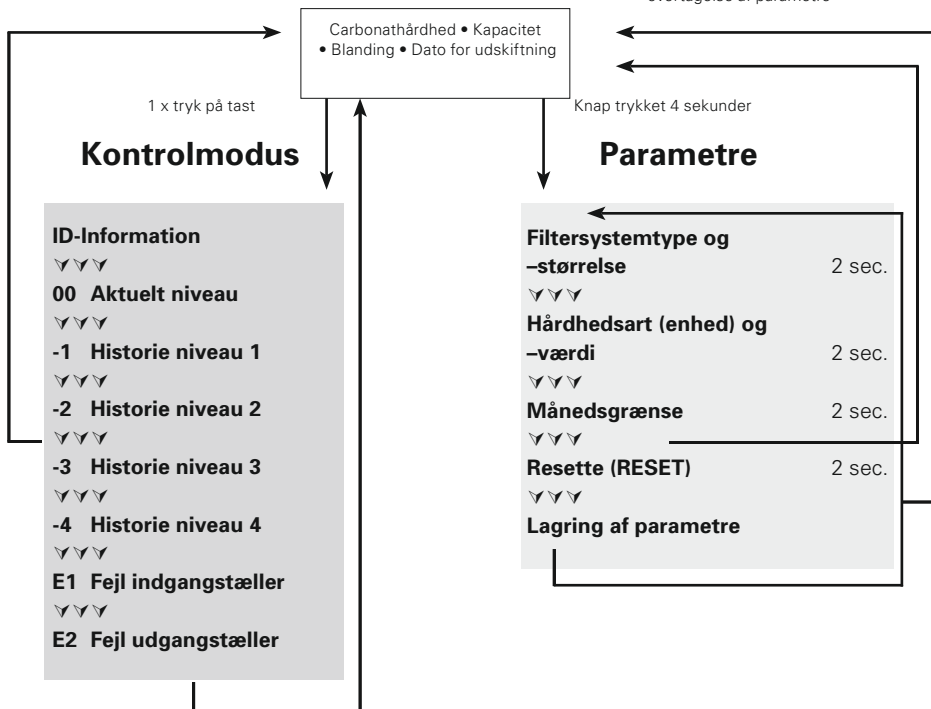 overtagelse af parametre
Carbonathårdhed • Kapacitet
• Blanding • Dato for udskiftning
1 x tryk på tast
Knap trykket 4 sekunder
Kontrolmodus
ID-Information
00 Aktuelt niveau
-1 Historie niveau 1
-2 Historie niveau 2
-3 Historie niveau 3
-4 Historie niveau 4
E1 Fejl indgangstæller
E2 Fejl udgangstæller
Parametre
Filtersystemtype og
–størrelse 2 sec.
Hårdhedsart (enhed) og
–værdi 2 sec.
Månedsgrænse 2 sec.
Resette (RESET) 2 sec.
Lagring af parametre